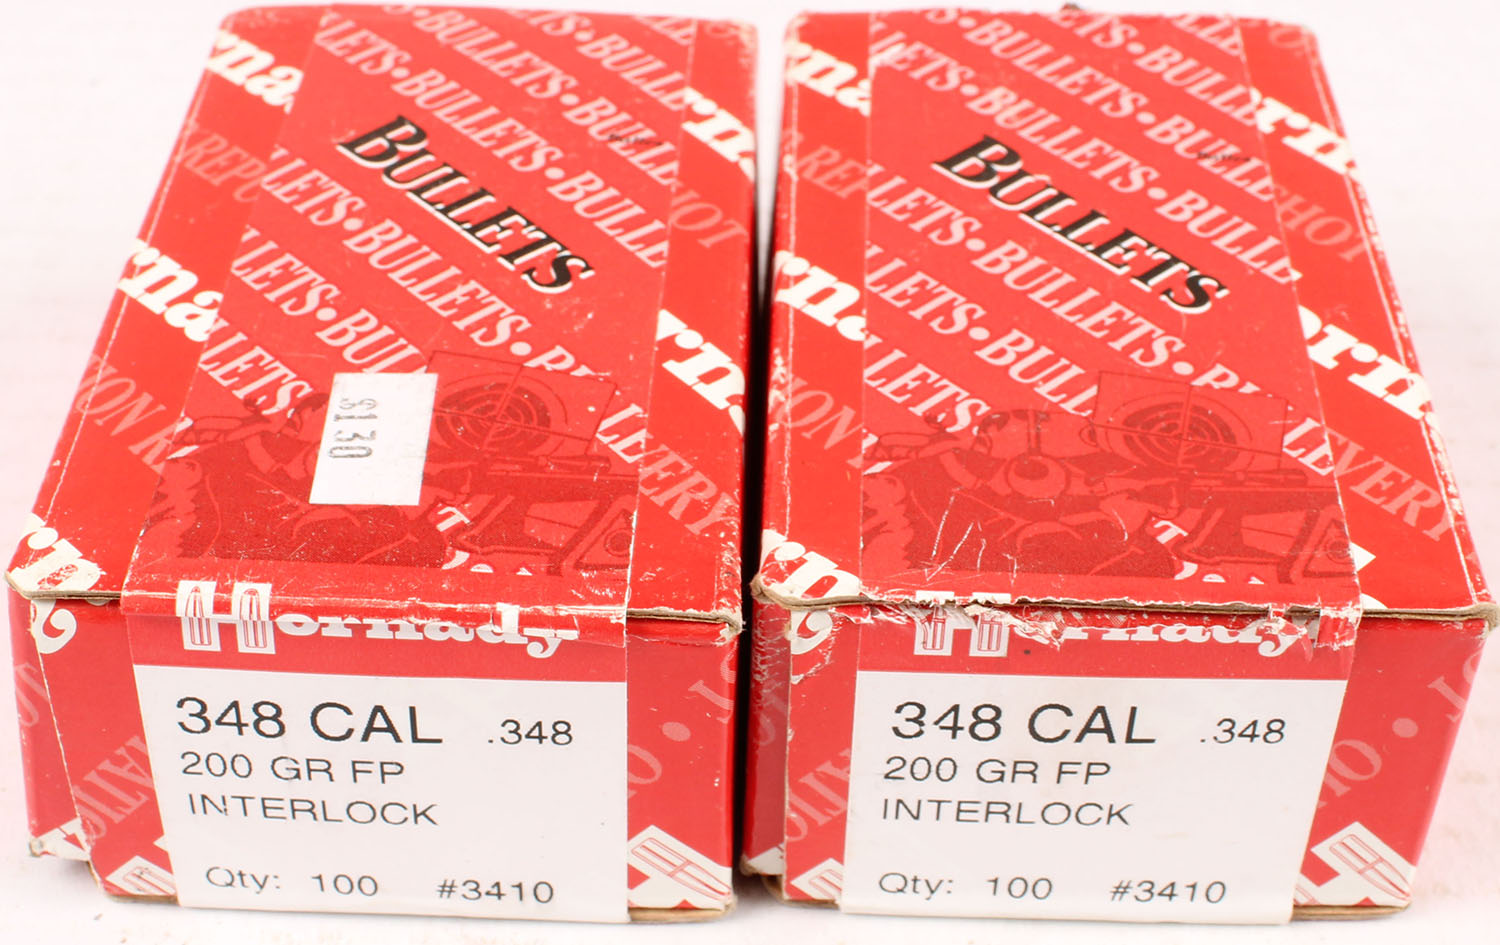 BULLETS
S130
Hornady
348 CAL .348
200 GR FP
INTERLOCK
Qty: 100 #3410
BULLETS
Hornady
348 CAL .348
200 GR FP
INTERLOCK
Qty: 100 #3410